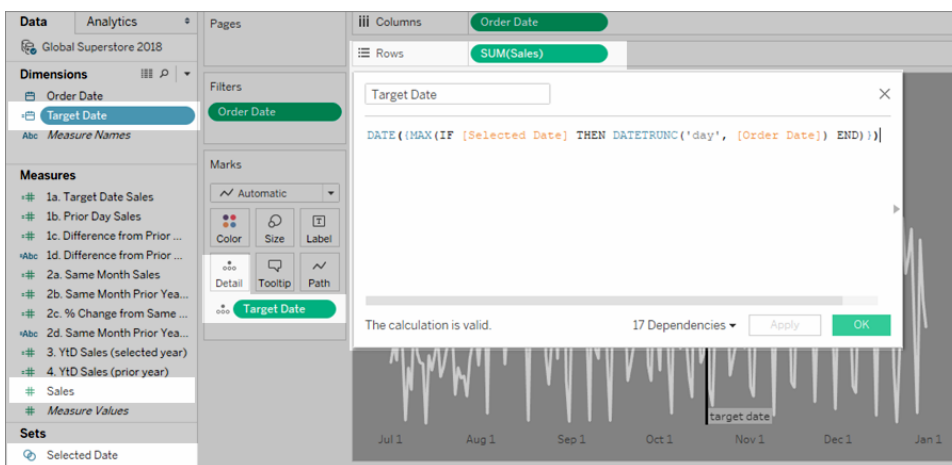 Data
Analytics
Global Superstore 2018
Dimensions
Order Date
Target Date
Abc Measure Names
Measures
# 1a. Target Date Sales
# 1b. Prior Day Sales
# 1c. Difference from Prior ...
Abc 1d. Difference from Prior ...
# 2a. Same Month Sales
# 2b. Same Month Prior Yea...
# 2c. % Change from Same ...
Abc 2d. Same Month Prior Yea...
# 3. YtD Sales (selected year)
# 4. YtD Sales (prior year)
# Sales
# Measure Values
Sets
Selected Date
Pages
Filters
Order Date
Marks
Automatic
Color
Size
T
Label
Detail
Tooltip
Path
Target Date
Columns
Order Date
Rows
SUM(Sales)
Target Date
DATE({MAX(IF [Selected Date] THEN DATETRUNC('day', [Order Date]) END)})
The calculation is valid.
17 Dependencies
Apply
OK
target date
Jul 1
Aug 1
Sep 1
Oct 1
Nov 1
Dec 1
Jan 1